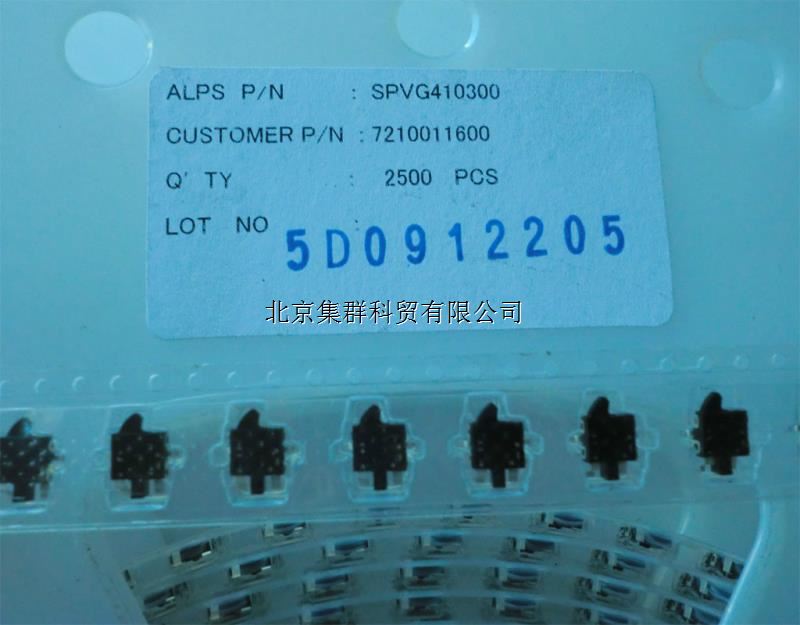 ALPS P/N : SPVG410300
CUSTOMER P/N : 7210011600
Q' TY : 2500 PCS
LOT NO : 5D0912205
北京集群科贸有限公司